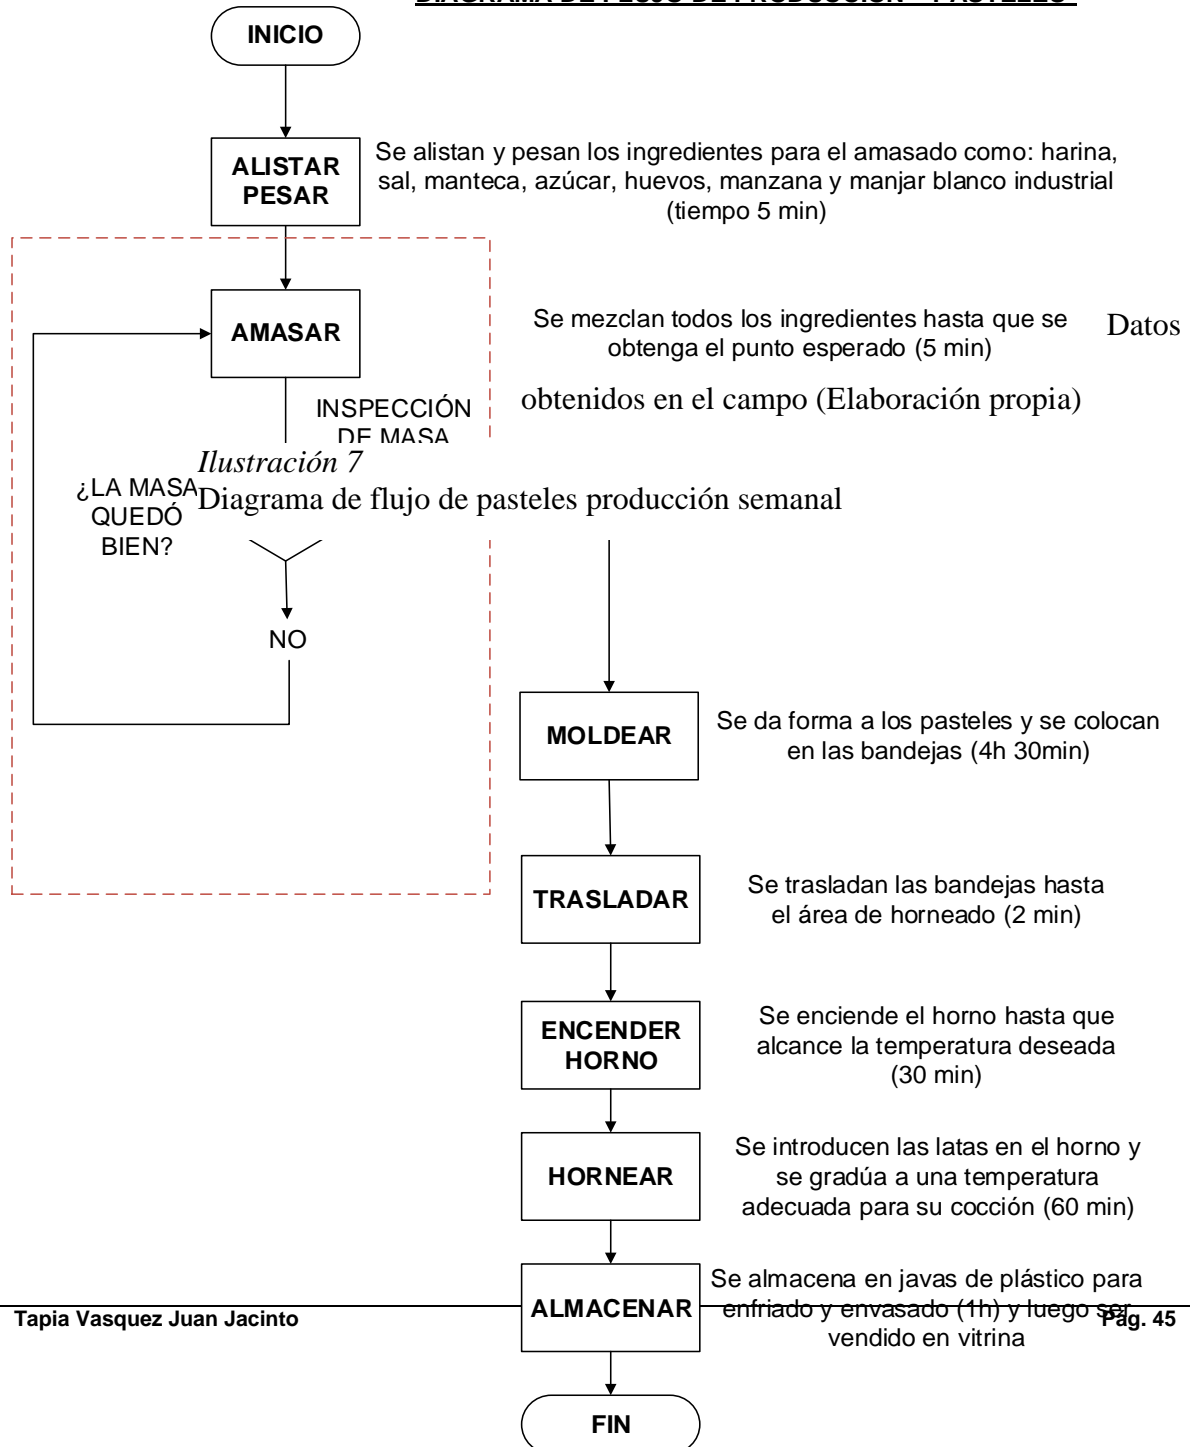 DIAGRAMA DE FLUJO DE PRODUCCIÓN - PASTELES
INICIO
ALISTAR
PESAR
Se alistan y pesan los ingredientes para el amasado como: harina,
sal, manteca, azúcar, huevos, manzana y manjar blanco industrial
(tiempo 5 min)
AMASAR
Se mezclan todos los ingredientes hasta que se
obtenga el punto esperado (5 min)
Datos
obtenidos en el campo (Elaboración propia)
INSPECCIÓN
DE MASA
Ilustración 7
Diagrama de flujo de pasteles producción semanal
¿LA MASA
QUEDÓ
BIEN?
NO
MOLDEAR
Se da forma a los pasteles y se colocan
en las bandejas (4h 30min)
TRASLADAR
Se trasladan las bandejas hasta
el área de horneado (2 min)
ENCENDER
HORNO
Se enciende el horno hasta que
alcance la temperatura deseada
(30 min)
HORNEAR
Se introducen las latas en el horno y
se gradúa a una temperatura
adecuada para su cocción (60 min)
ALMACENAR
Se almacena en javas de plástico para
enfriado y envasado (1h) y luego ser
vendido en vitrina
Tapia Vasquez Juan Jacinto
Pág. 45
FIN